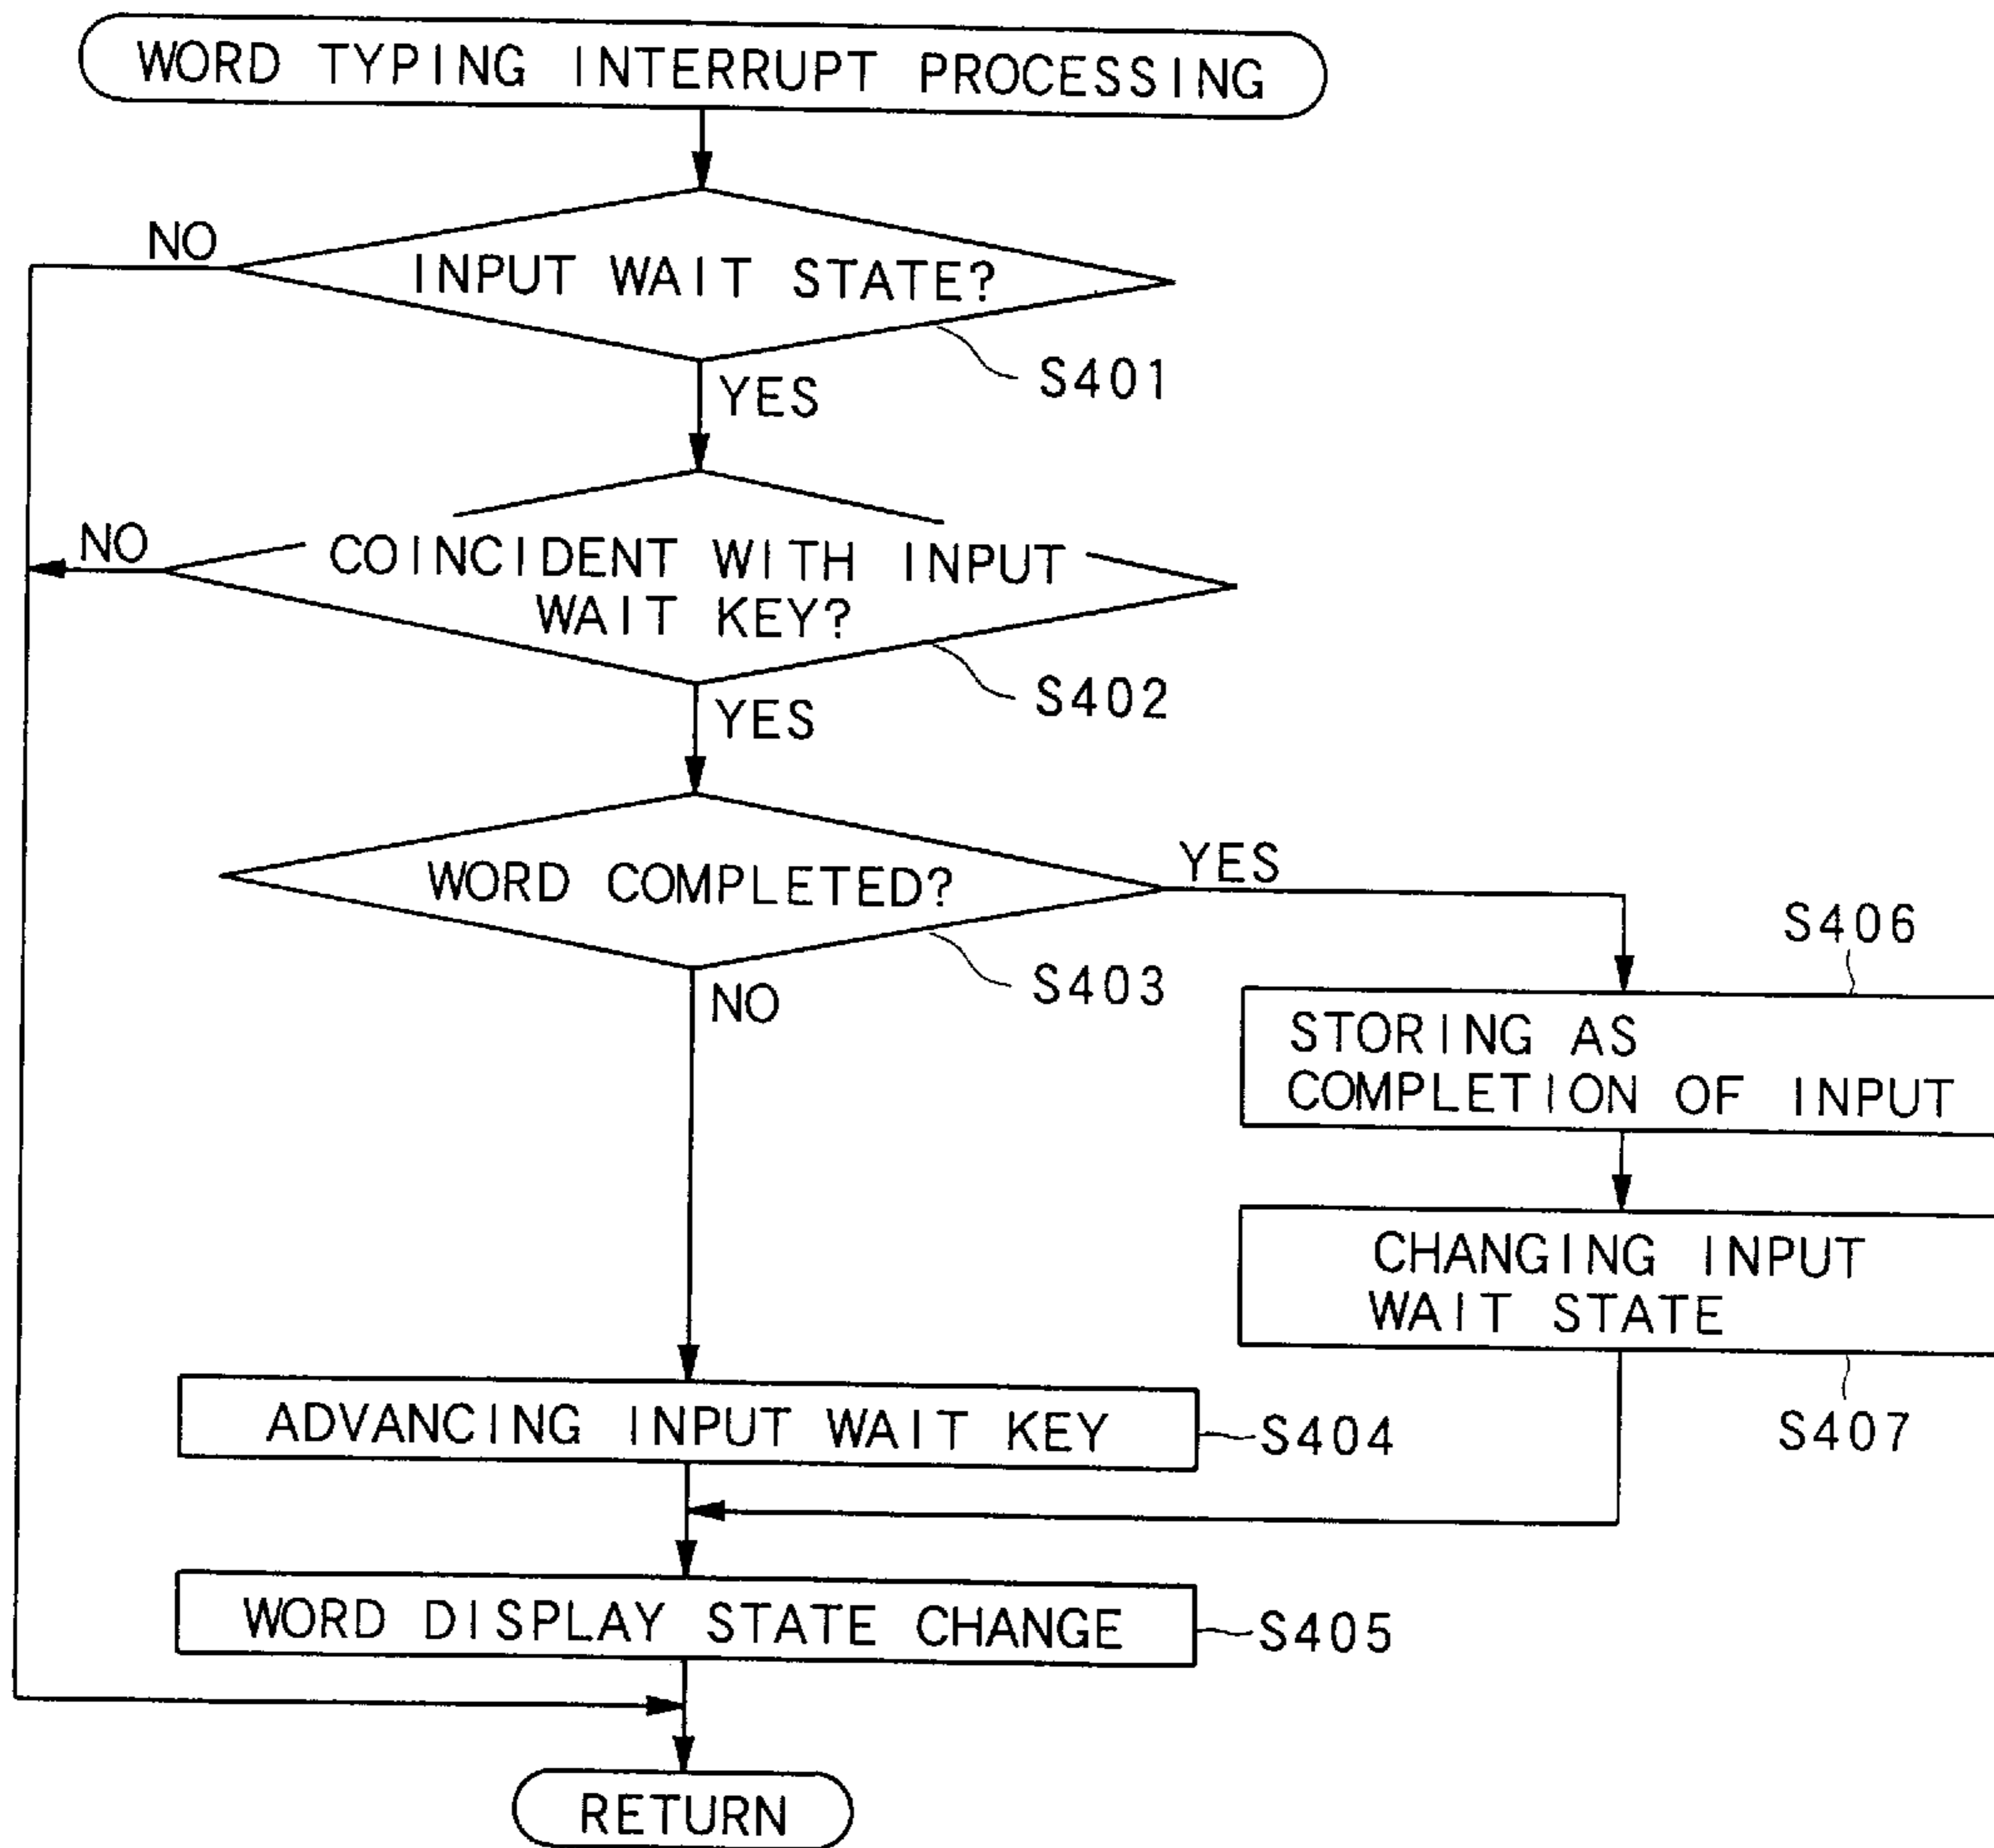 WORD TYPING INTERRUPT PROCESSING
NO
INPUT WAIT STATE?
S401
YES
NO
COINCIDENT WITH INPUT
WAIT KEY?
S402
YES
WORD COMPLETED?
YES
S403
NO
S406
STORING AS
COMPLETION OF INPUT
CHANGING INPUT
WAIT STATE
S407
ADVANCING INPUT WAIT KEY
S404
WORD DISPLAY STATE CHANGE
S405
RETURN